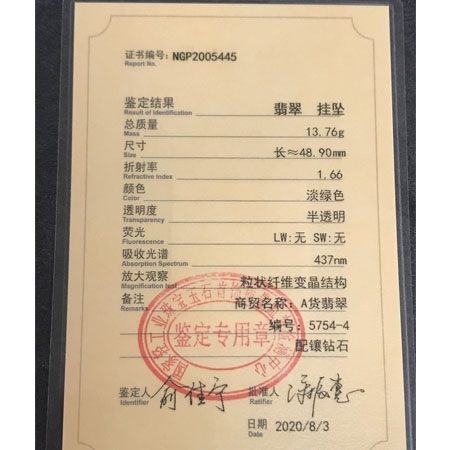 证书编号: NGP2005445
Report No.
鉴定结果 翡翠 挂坠
Result of Identification
总质量 13.76g
Mass
尺寸 长≈48.90mm
Size
折射率 1.66
Refractive Index
颜色 淡绿色
Color
透明度 半透明
Transparency
荧光 LW:无 SW:无
Fluorescence
吸收光谱 437nm
Absorption Spectrum
放大观察 粒状纤维变晶结构
Magnification test
备注 商贸名称: A货翡翠
Remarks
编号: 5754-4
鉴定专用章
配镶钻石
鉴定人 批准人
Identifier Ratifier
日期 2020/8/3
Date